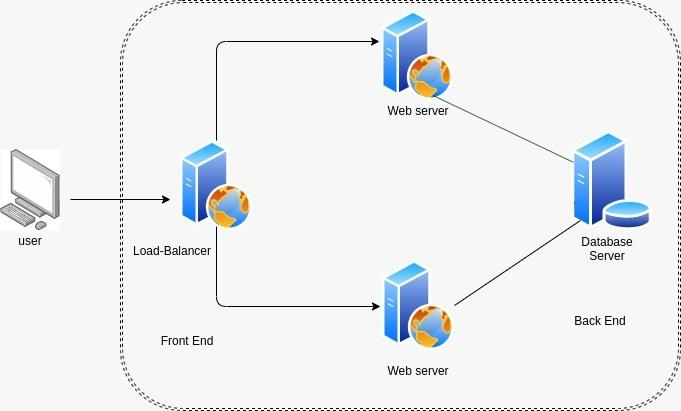 Web server
user
Load-Balancer
Database
Server
Front End
Back End
Web server